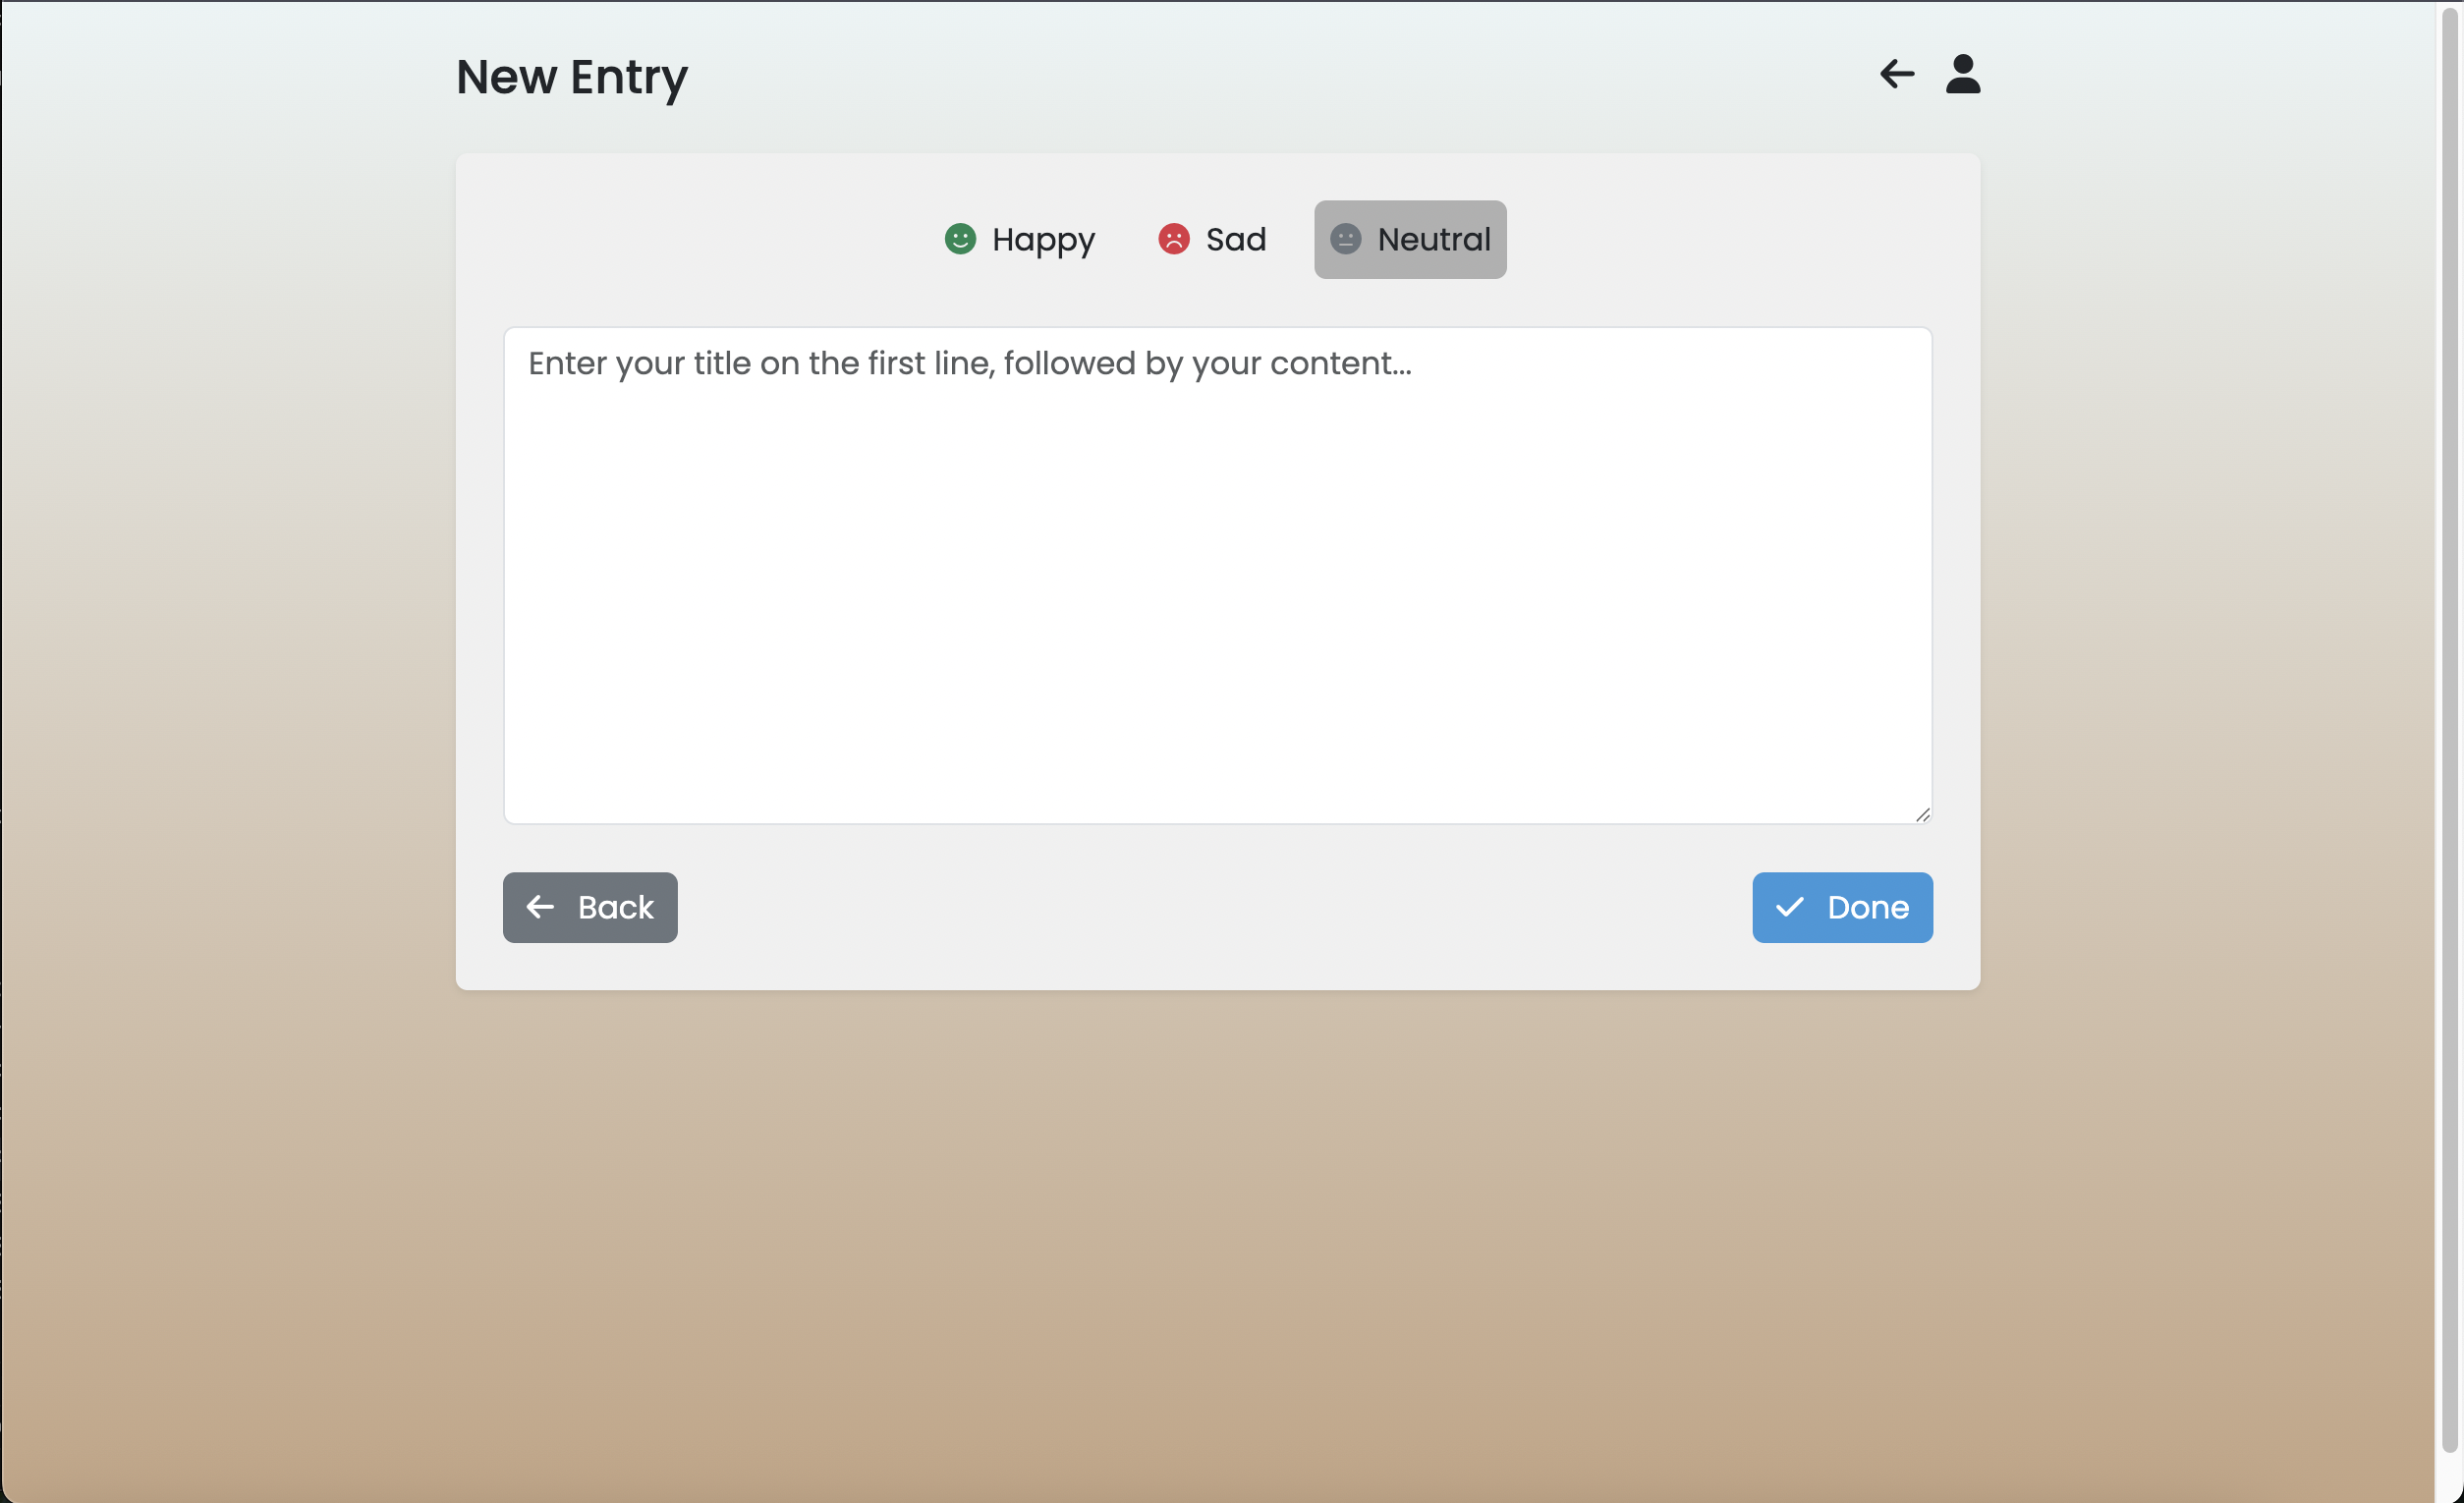 New Entry
Happy Sad Neutral
Enter your title on the first line, followed by your content...
Back Done